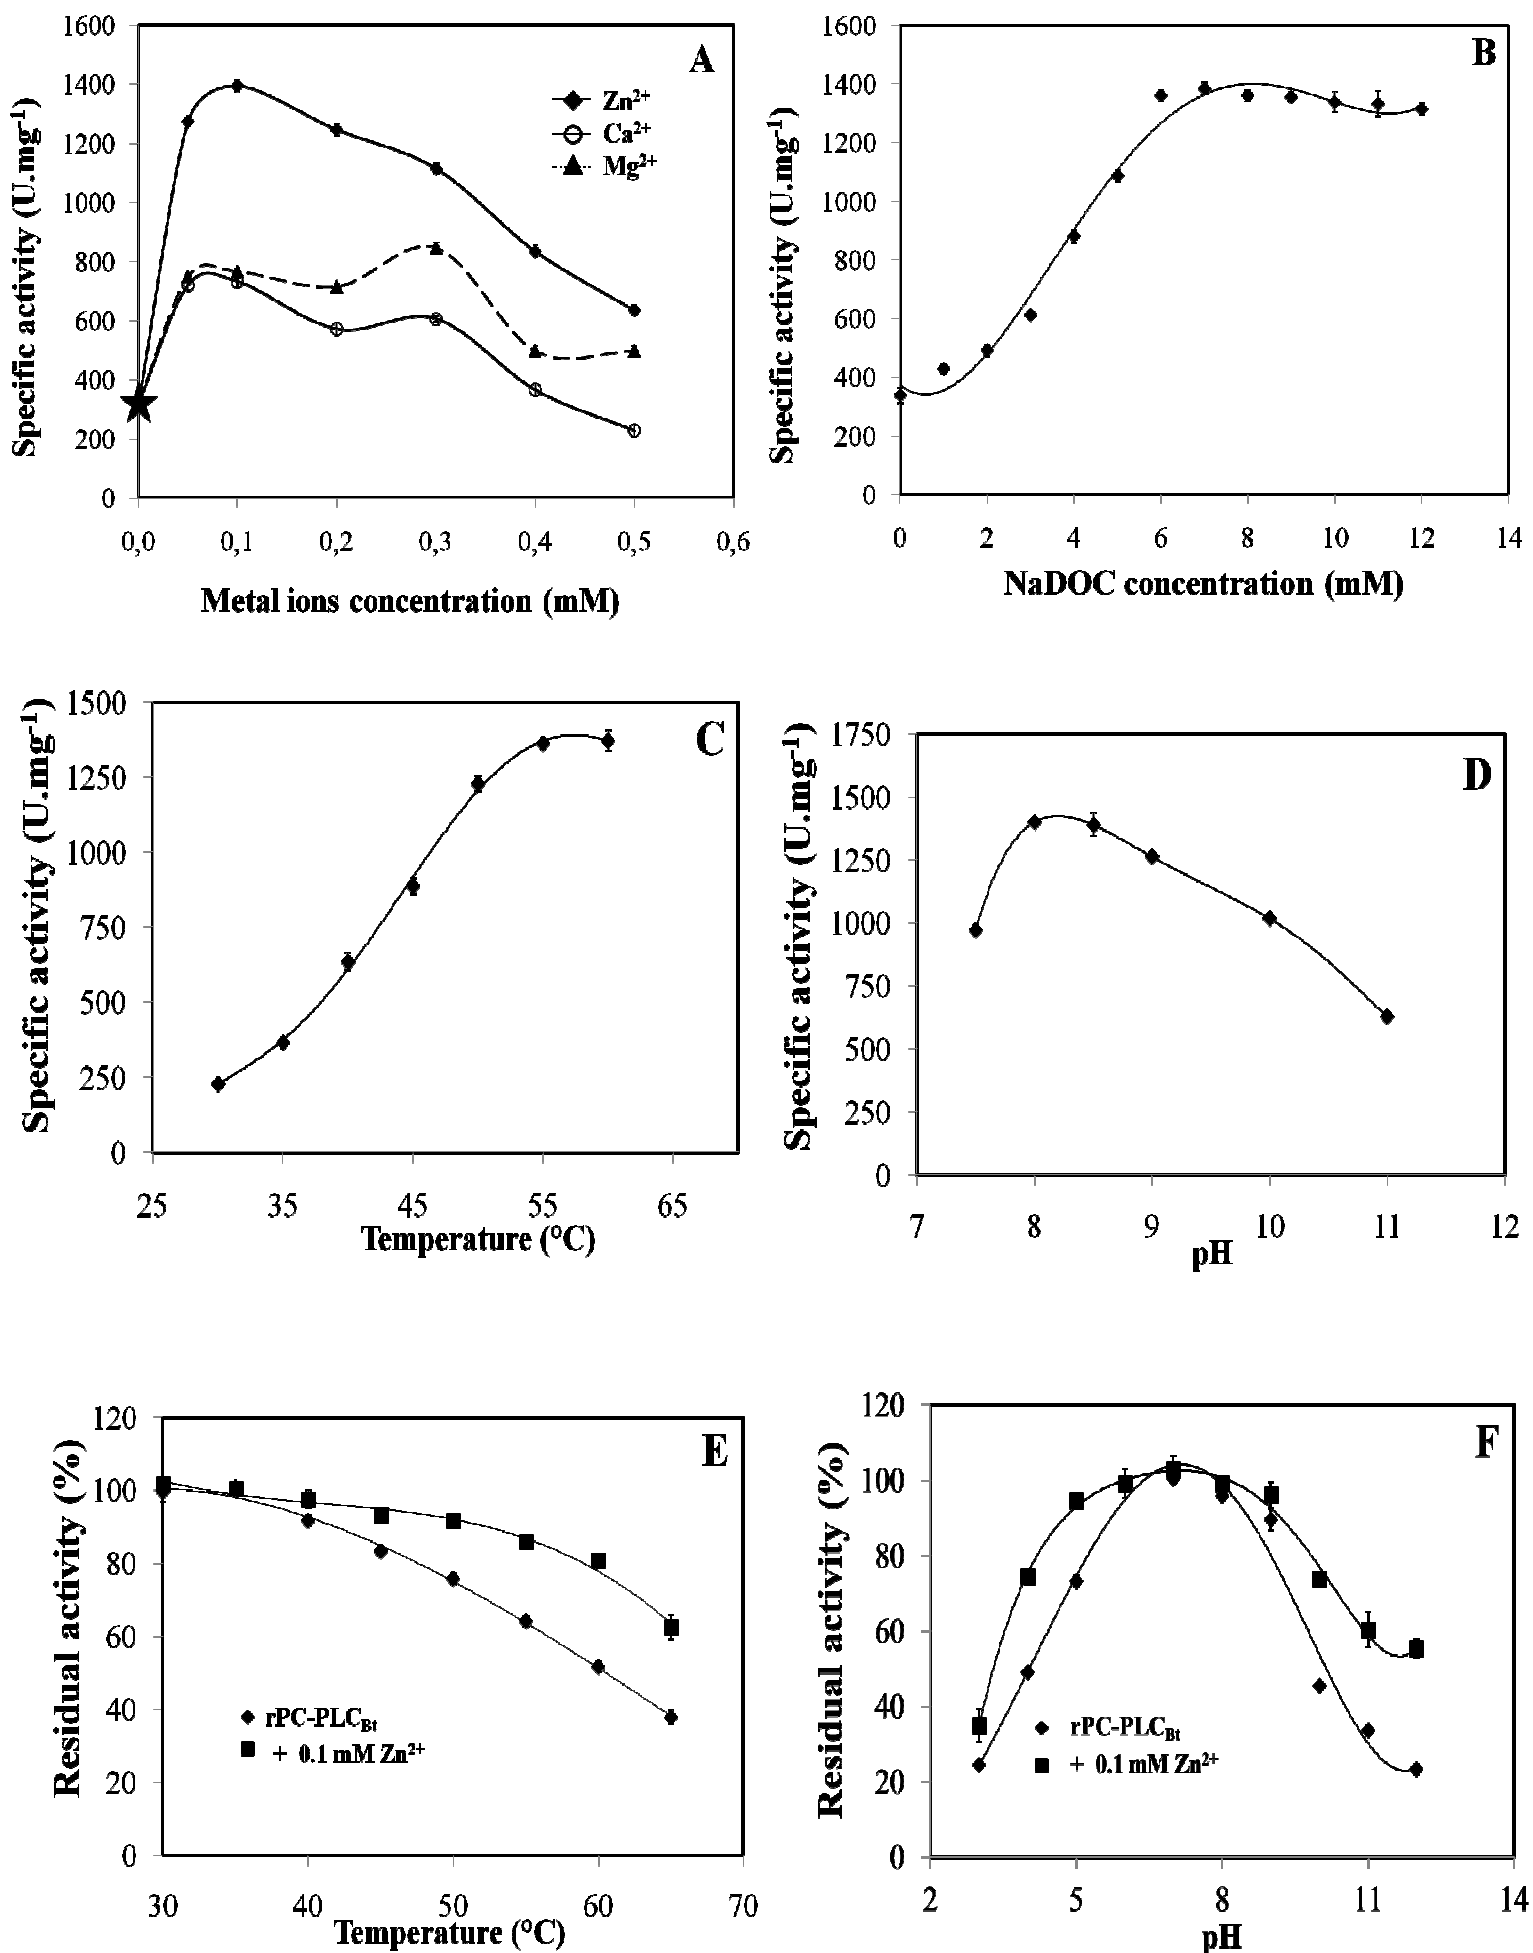 A
Specific activity (U.mg-1)
1600
1400
1200
1000
800
600
400
200
0
Zn2+
Ca2+
Mg2+
0,0 0,1 0,2 0,3 0,4 0,5 0,6
Metal ions concentration (mM)
B
Specific activity (U.mg-1)
1600
1400
1200
1000
800
600
400
200
0
0 2 4 6 8 10 12 14
NaDOC concentration (mM)
C
Specific activity (U.mg-1)
1500
1250
1000
750
500
250
0
25 35 45 55 65
Temperature (°C)
D
Specific activity (U.mg-1)
1750
1500
1250
1000
750
500
250
0
7 8 9 10 11 12
pH
E
Residual activity (%)
120
100
80
60
40
20
0
rPC-PLCBt
+ 0.1 mM Zn2+
30 40 50 60 70
Temperature (°C)
F
Residual activity (%)
120
100
80
60
40
20
0
rPC-PLCBt
+ 0.1 mM Zn2+
2 5 8 11 14
pH